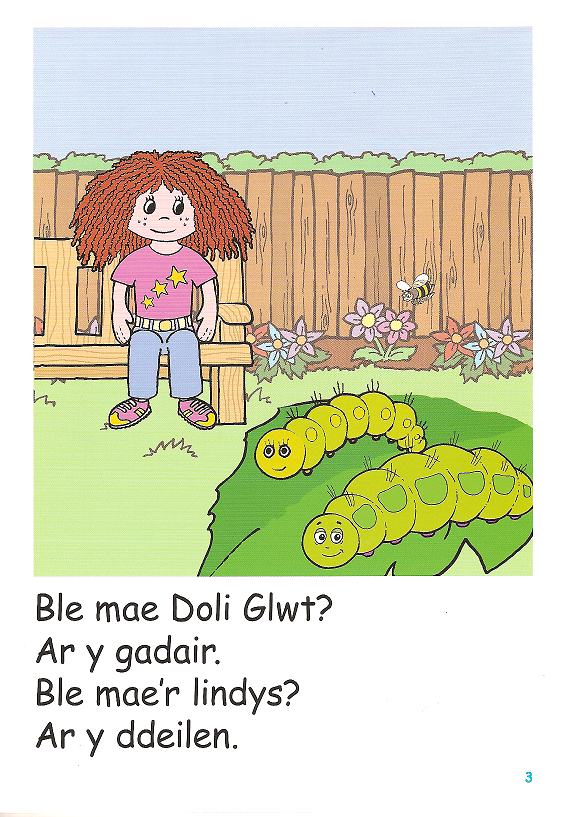 Ble mae Doli Glwt?
Ar y gadair.
Ble mae'r lindys?
Ar y ddeilen.
3